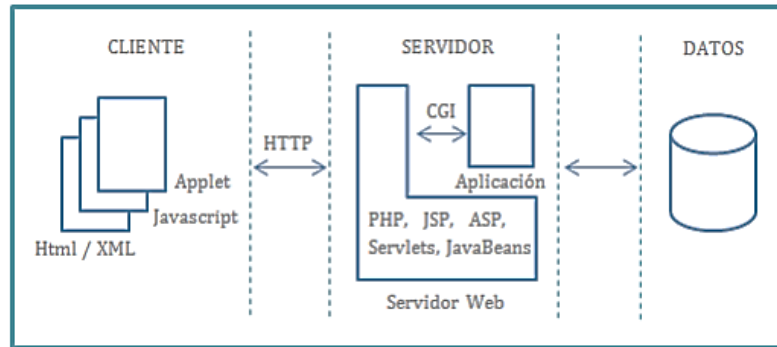 CLIENTE
SERVIDOR
DATOS
CGI
HTTP
Applet
Aplicación
Javascript
PHP, JSP, ASP,
Html / XML
Servlets, JavaBeans
Servidor Web